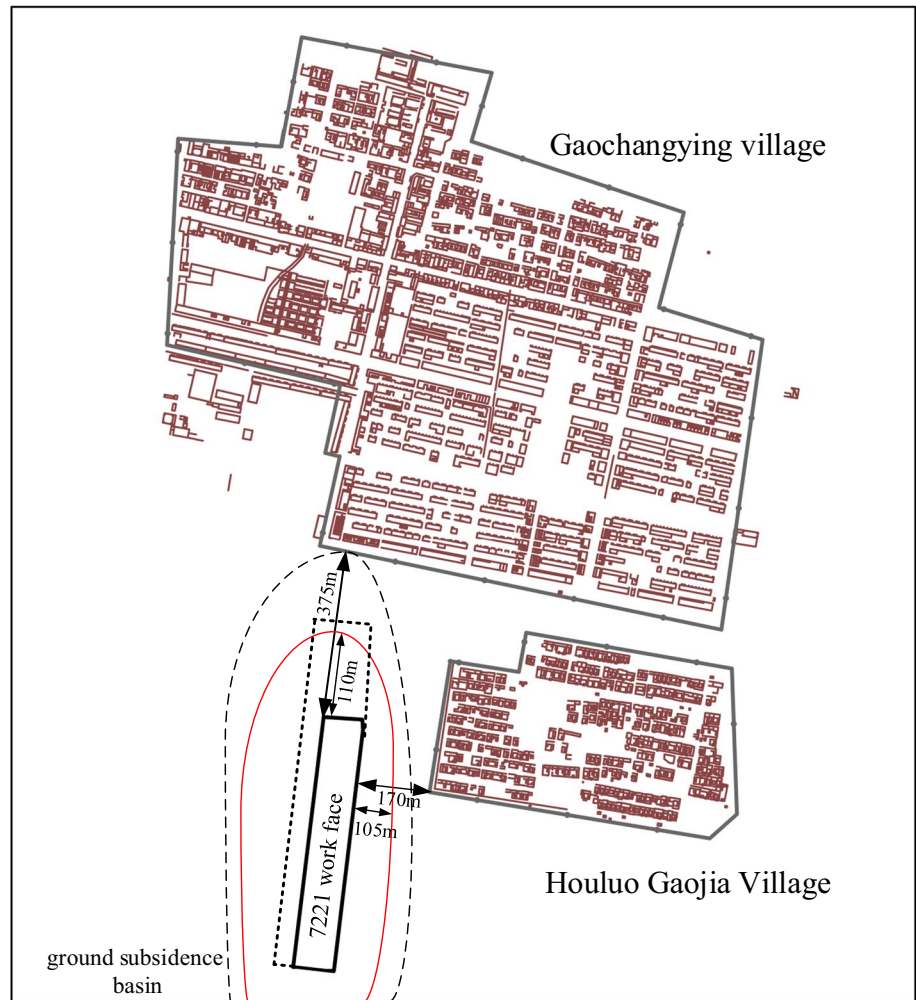 Gaochangying village
375m
110m
170m
105m
7221 work face
Houluo Gaojia Village
ground subsidence
basin